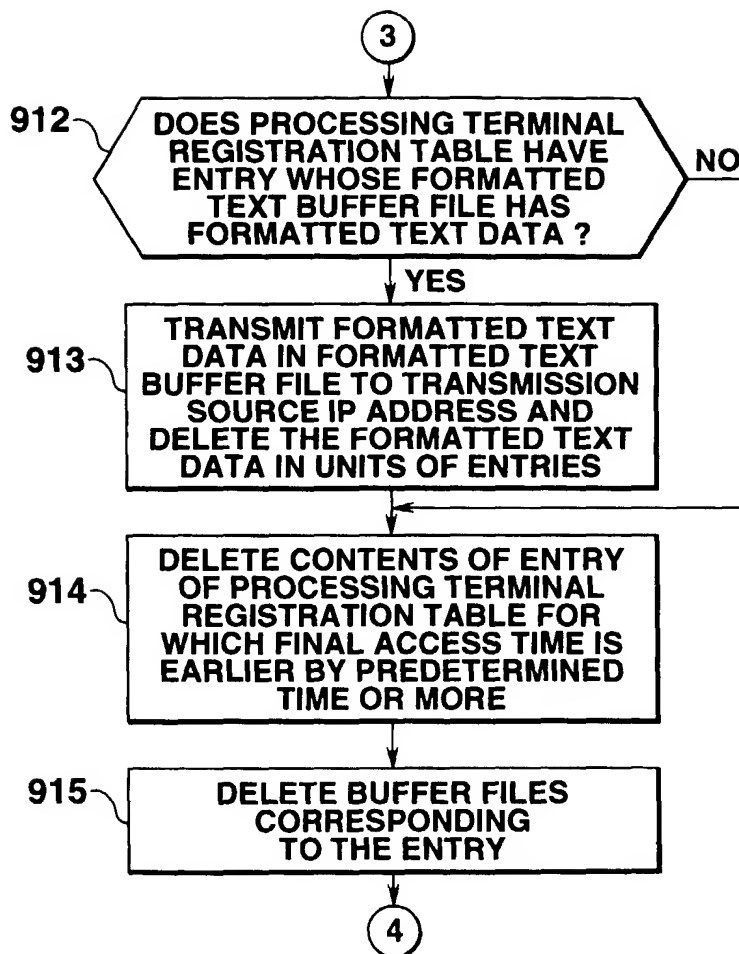 3
912
DOES PROCESSING TERMINAL
REGISTRATION TABLE HAVE
ENTRY WHOSE FORMATTED
TEXT BUFFER FILE HAS
FORMATTED TEXT DATA ?
NO
YES
913
TRANSMIT FORMATTED TEXT
DATA IN FORMATTED TEXT
BUFFER FILE TO TRANSMISSION
SOURCE IP ADDRESS AND
DELETE THE FORMATTED TEXT
DATA IN UNITS OF ENTRIES
914
DELETE CONTENTS OF ENTRY
OF PROCESSING TERMINAL
REGISTRATION TABLE FOR
WHICH FINAL ACCESS TIME IS
EARLIER BY PREDETERMINED
TIME OR MORE
915
DELETE BUFFER FILES
CORRESPONDING
TO THE ENTRY
4